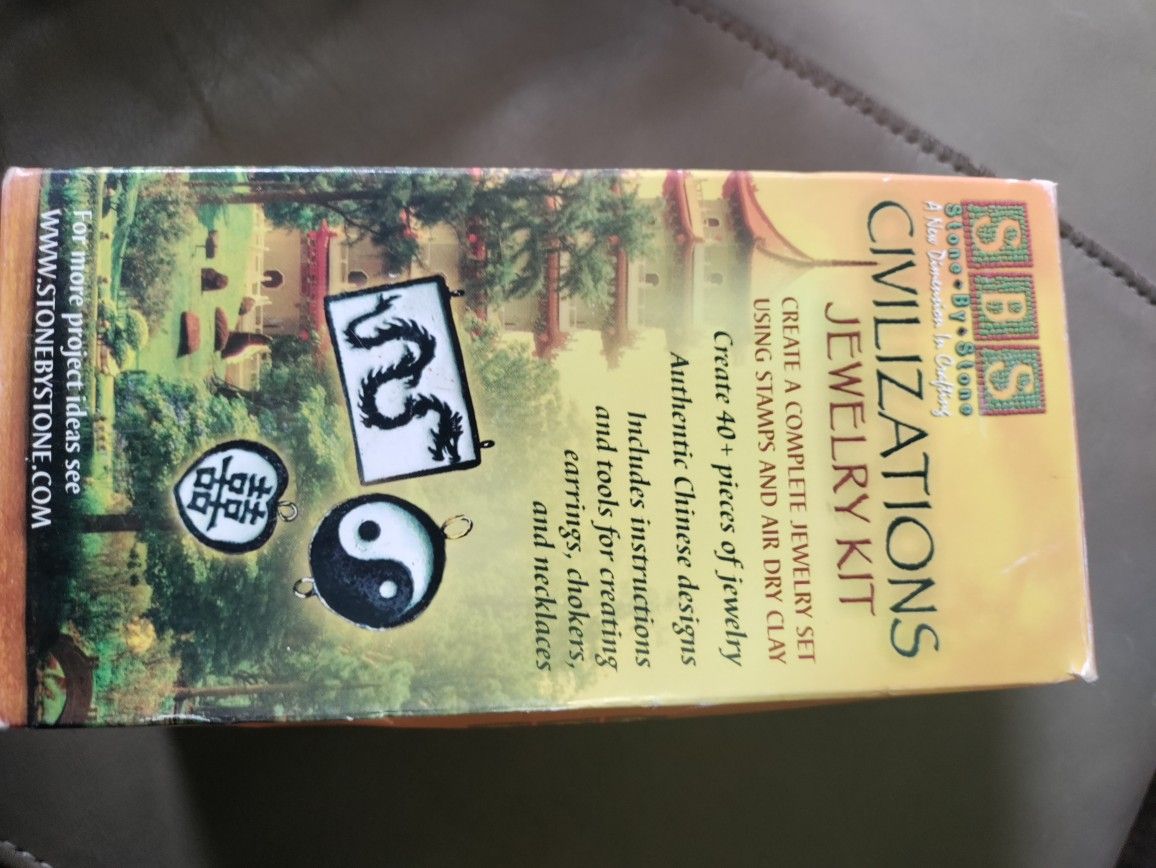 SBS
Stone•By•Stone
A New Dimension In Crafting
CIVILIZATIONS
JEWELRY KIT
CREATE A COMPLETE JEWELRY SET
USING STAMPS AND AIR DRY CLAY
Create 40+ pieces of jewelry
Authentic Chinese designs
Includes instructions
and tools for creating
earrings, chokers,
and necklaces
囍
For more project ideas see
WWW.STONEBYSTONE.COM